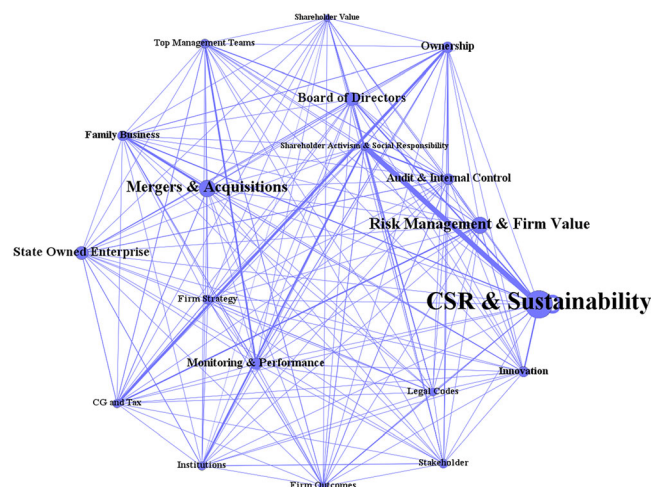 Shareholder Value
Top Management Teams
Ownership
Board of Directors
Family Business
Shareholder Activism & Social Responsibility
Audit & Internal Control
Mergers & Acquisitions
Risk Management & Firm Value
State Owned Enterprise
Firm Strategy
CSR & Sustainability
Monitoring & Performance
Innovation
Legal Codes
CG and Tax
Institutions
Stakeholder
Firm Outcomes